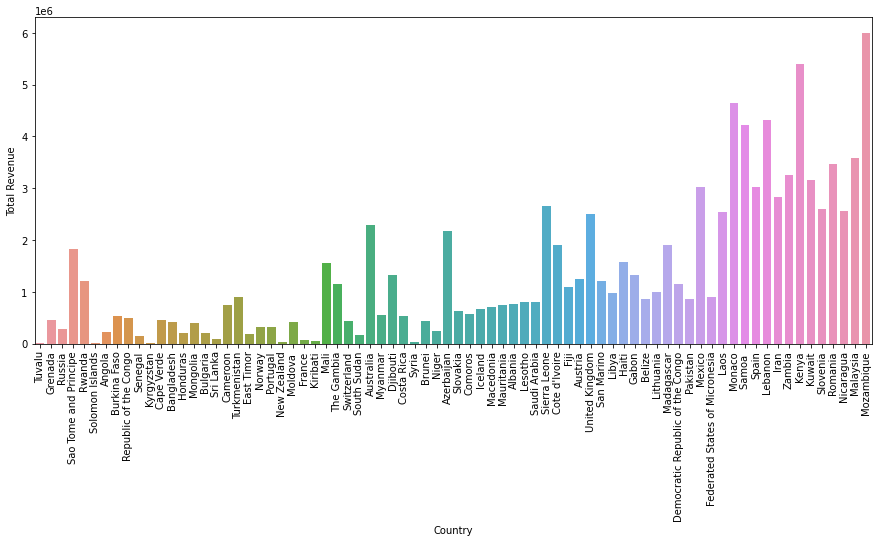 1e6
6
5
4
3
2
1
0
Total Revenue
Tuvalu
Grenada
Russia
Sao Tome and Principe
Rwanda
Solomon Islands
Angola
Burkina Faso
Republic of the Congo
Senegal
Kyrgyzstan
Cape Verde
Bangladesh
Honduras
Mongolia
Bulgaria
Sri Lanka
Cameroon
Turkmenistan
East Timor
Norway
Portugal
New Zealand
Moldova
France
Kiribati
Mali
The Gambia
Switzerland
South Sudan
Australia
Myanmar
Djibouti
Costa Rica
Syria
Brunei
Niger
Azerbaijan
Slovakia
Comoros
Iceland
Macedonia
Mauritania
Albania
Lesotho
Saudi Arabia
Sierra Leone
Cote d'Ivoire
Fiji
Austria
United Kingdom
Libya
San Marino
Haiti
Gabon
Belize
Lithuania
Madagascar
Democratic Republic of the Congo
Pakistan
Mexico
Federated States of Micronesia
Laos
Monaco
Samoa
Spain
Lebanon
Iran
Zambia
Kenya
Kuwait
Slovenia
Romania
Nicaragua
Malaysia
Mozambique
Country